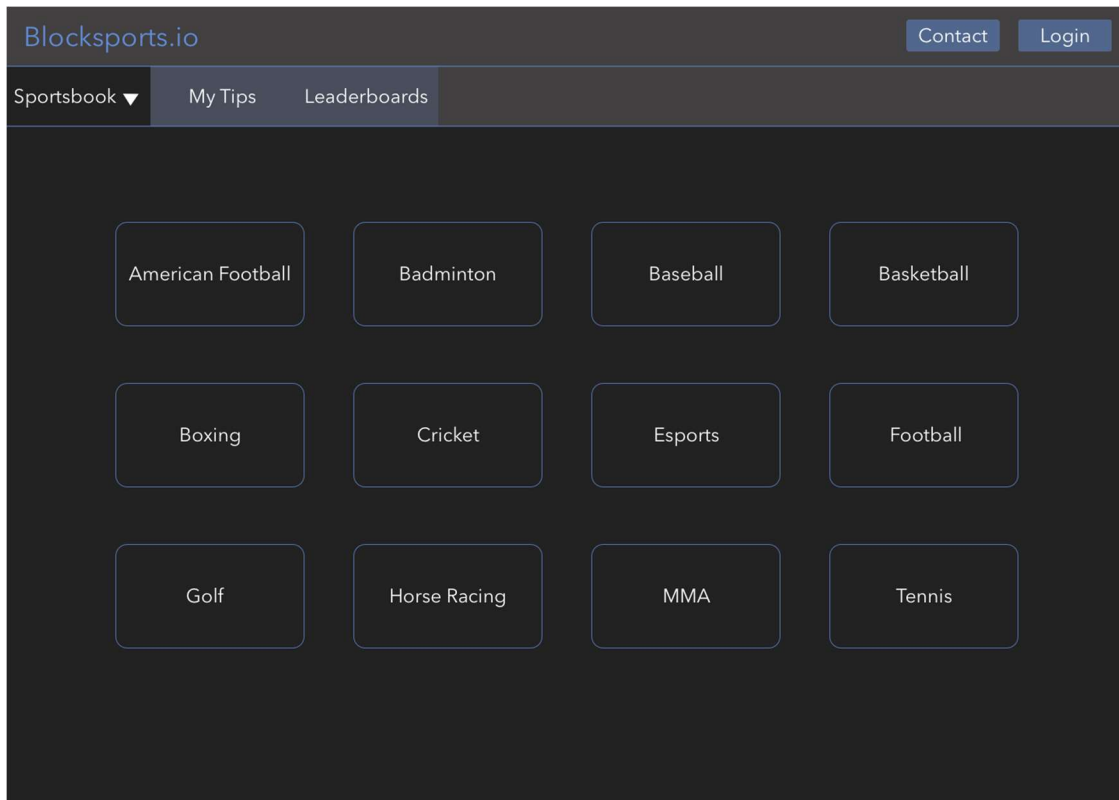 Blocksports.io Contact Login
Sportsbook ▼ My Tips Leaderboards
American Football Badminton Baseball Basketball
Boxing Cricket Esports Football
Golf Horse Racing MMA Tennis